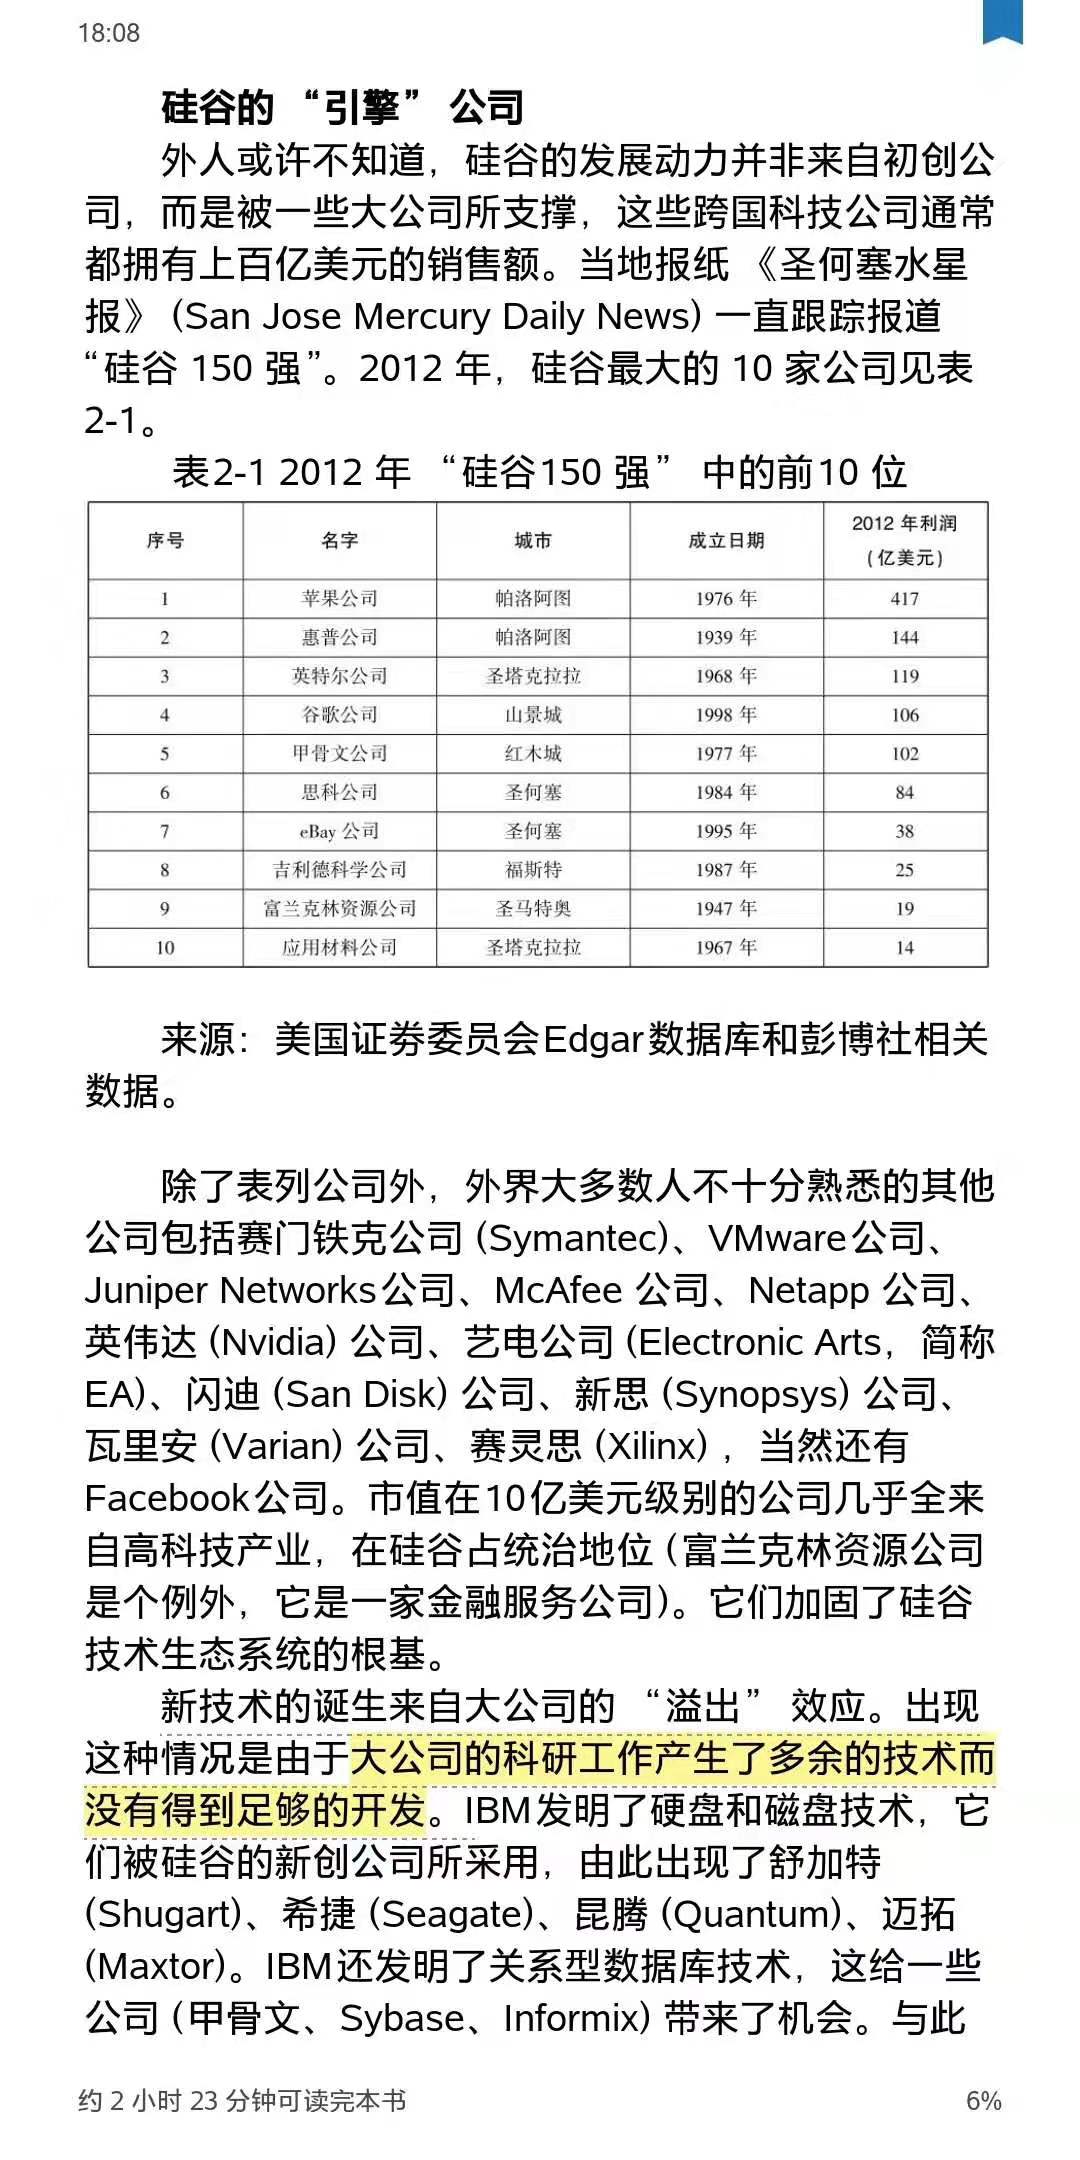 18:08
硅谷的 “引擎” 公司
外人或许不知道，硅谷的发展动力并非来自初创公
司，而是被一些大公司所支撑，这些跨国科技公司通常
都拥有上百亿美元的销售额。当地报纸《圣何塞水星
报》 (San Jose Mercury Daily News) 一直跟踪报道
“硅谷 150 强”。2012 年，硅谷最大的 10 家公司见表
2-1。
表2-1 2012 年 “硅谷150 强” 中的前10 位
序号 名字 城市 成立日期 2012 年利润
(亿美元)
1 苹果公司 帕洛阿图 1976 年 417
2 惠普公司 帕洛阿图 1939 年 144
3 英特尔公司 圣塔克拉拉 1968 年 119
4 谷歌公司 山景城 1998 年 106
5 甲骨文公司 红木城 1977 年 102
6 思科公司 圣何塞 1984 年 84
7 eBay 公司 圣何塞 1995 年 38
8 吉利德科学公司 福斯特 1987 年 25
9 富兰克林资源公司 圣马特奥 1947 年 19
10 应用材料公司 圣塔克拉拉 1967 年 14
来源：美国证券委员会Edgar数据库和彭博社相关
数据。
除了表列公司外，外界大多数人不十分熟悉的其他
公司包括赛门铁克公司 (Symantec)、VMware公司、
Juniper Networks公司、McAfee 公司、Netapp 公司、
英伟达 (Nvidia) 公司、艺电公司 (Electronic Arts，简称
EA)、闪迪 (San Disk) 公司、新思 (Synopsys) 公司、
瓦里安 (Varian) 公司、赛灵思 (Xilinx) ，当然还有
Facebook公司。市值在10亿美元级别的公司几乎全来
自高科技产业，在硅谷占统治地位 (富兰克林资源公司
是个例外，它是一家金融服务公司)。它们加固了硅谷
技术生态系统的根基。
新技术的诞生来自大公司的 “溢出” 效应。出现
这种情况是由于大公司的科研工作产生了多余的技术而
没有得到足够的开发。IBM发明了硬盘和磁盘技术，它
们被硅谷的新创公司所采用，由此出现了舒加特
(Shugart)、希捷 (Seagate)、昆腾 (Quantum)、迈拓
(Maxtor)。IBM还发明了关系型数据库技术，这给一些
公司 (甲骨文、Sybase、Informix) 带来了机会。与此
约 2 小时 23 分钟可读完本书
6%